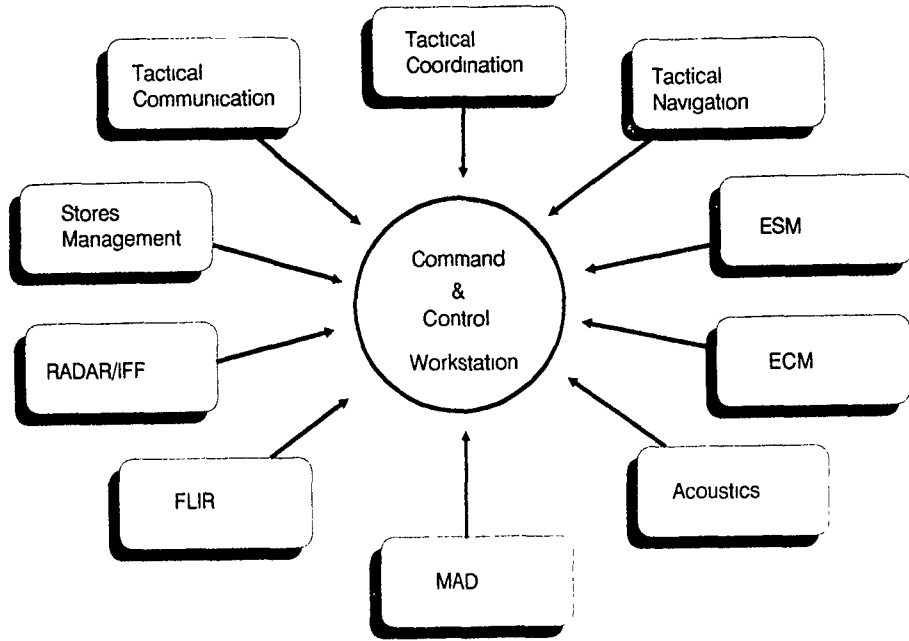 Tactical
Communication
Tactical
Coordination
Tactical
Navigation
Stores
Management
ESM
Command
&
Control
Workstation
RADAR/IFF
ECM
FLIR
Acoustics
MAD